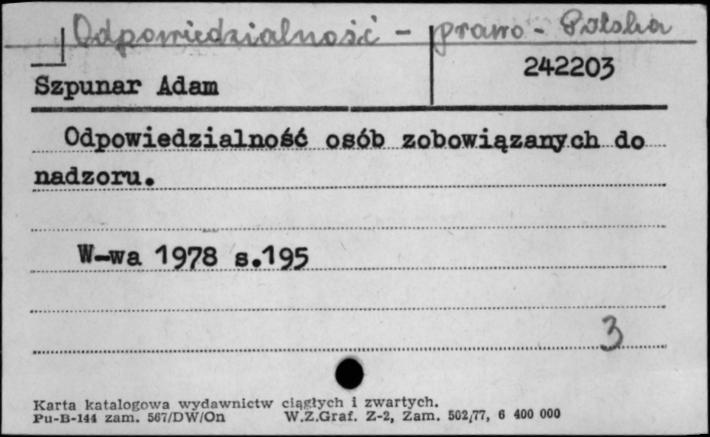 Odpowiedzialność - prawo - Polska
242203
Szpunar Adam
Odpowiedzialność osób zobowiązanych do
nadzoru.
W-wa 1978 s.195
3
Karta katalogowa wydawnictw ciągłych i zwartych.
Pu-B-144 zam. 567/DW/On W.Z.Graf. Z-2, Zam. 502/77, 6 400 000